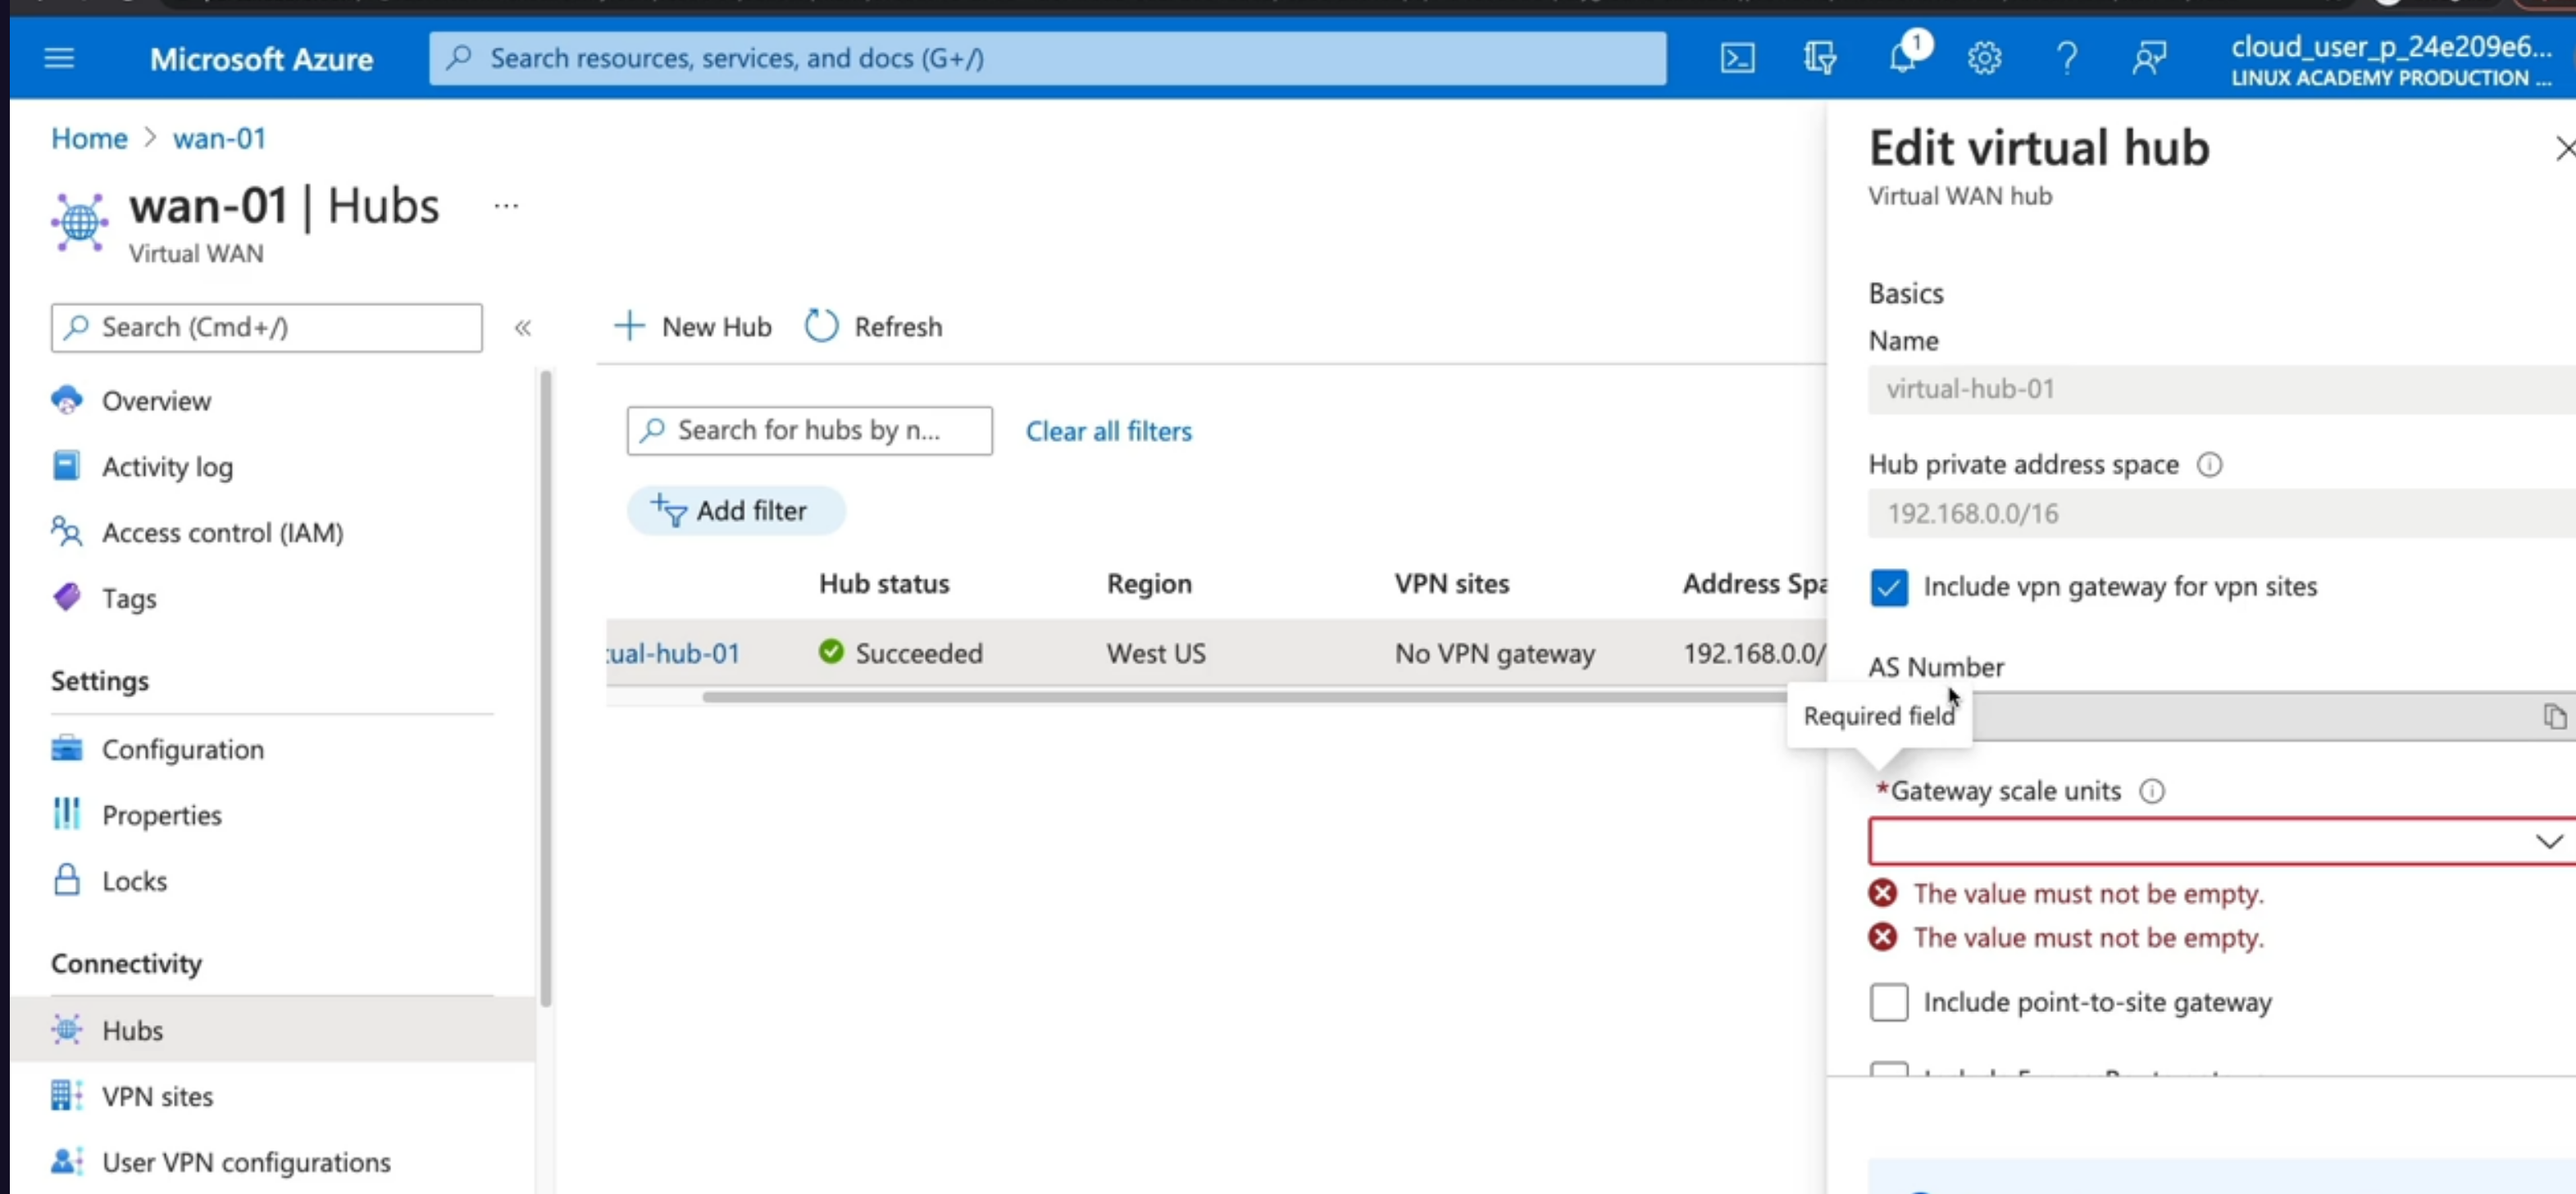 Microsoft Azure
Search resources, services, and docs (G+/)
1
cloud_user_p_24e209e6...
LINUX ACADEMY PRODUCTION ...
Home > wan-01
wan-01 | Hubs ...
Virtual WAN
Search (Cmd+/)
«
Overview
Activity log
Access control (IAM)
Tags
Settings
Configuration
Properties
Locks
Connectivity
Hubs
VPN sites
User VPN configurations
+ New Hub
Refresh
Search for hubs by n...
Clear all filters
Add filter
Hub status Region VPN sites Address Spa
tual-hub-01 Succeeded West US No VPN gateway 192.168.0.0/
Edit virtual hub
Virtual WAN hub
Basics
Name
virtual-hub-01
Hub private address space
192.168.0.0/16
Include vpn gateway for vpn sites
AS Number
Required field
*Gateway scale units
The value must not be empty.
The value must not be empty.
Include point-to-site gateway